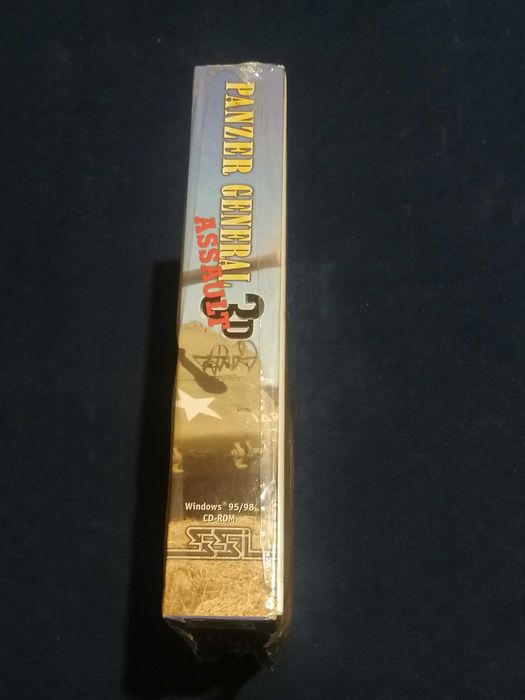 PANZER GENERAL
3D
ASSAULT
Windows® 95/98
CD-ROM
SSI